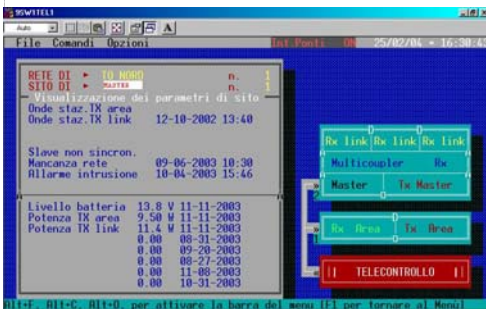 95WITEL1
Auto
A
File Comandi Opzioni Int Ponti ON 25/02/04 - 16:30:4
RETE DI ► TO NORD n. 1
SITO DI ► MASTER n. 1
Visualizzazione dei parametri di sito
Onde staz.TX area
Onde staz.TX link 12-10-2002 13:40
Slave non sincron.
Mancanza rete 09-06-2003 10:30
Allarme intrusione 10-04-2003 15:46
Livello batteria 13.8 V 11-11-2003
Potenza TX area 9.50 W 11-11-2003
Potenza TX link 11.4 W 11-11-2003
0.00 08-31-2003
0.00 09-20-2003
0.00 08-27-2003
0.00 11-08-2003
0.00 10-31-2003
Rx link Rx link Rx link
Multicoupler Rx
Master Tx Master
Rx Area Tx Area
TELECONTROLLO
Alt+F, Alt+C, Alt+O, per attivare la barra del menu [F1 per tornare al Menù]